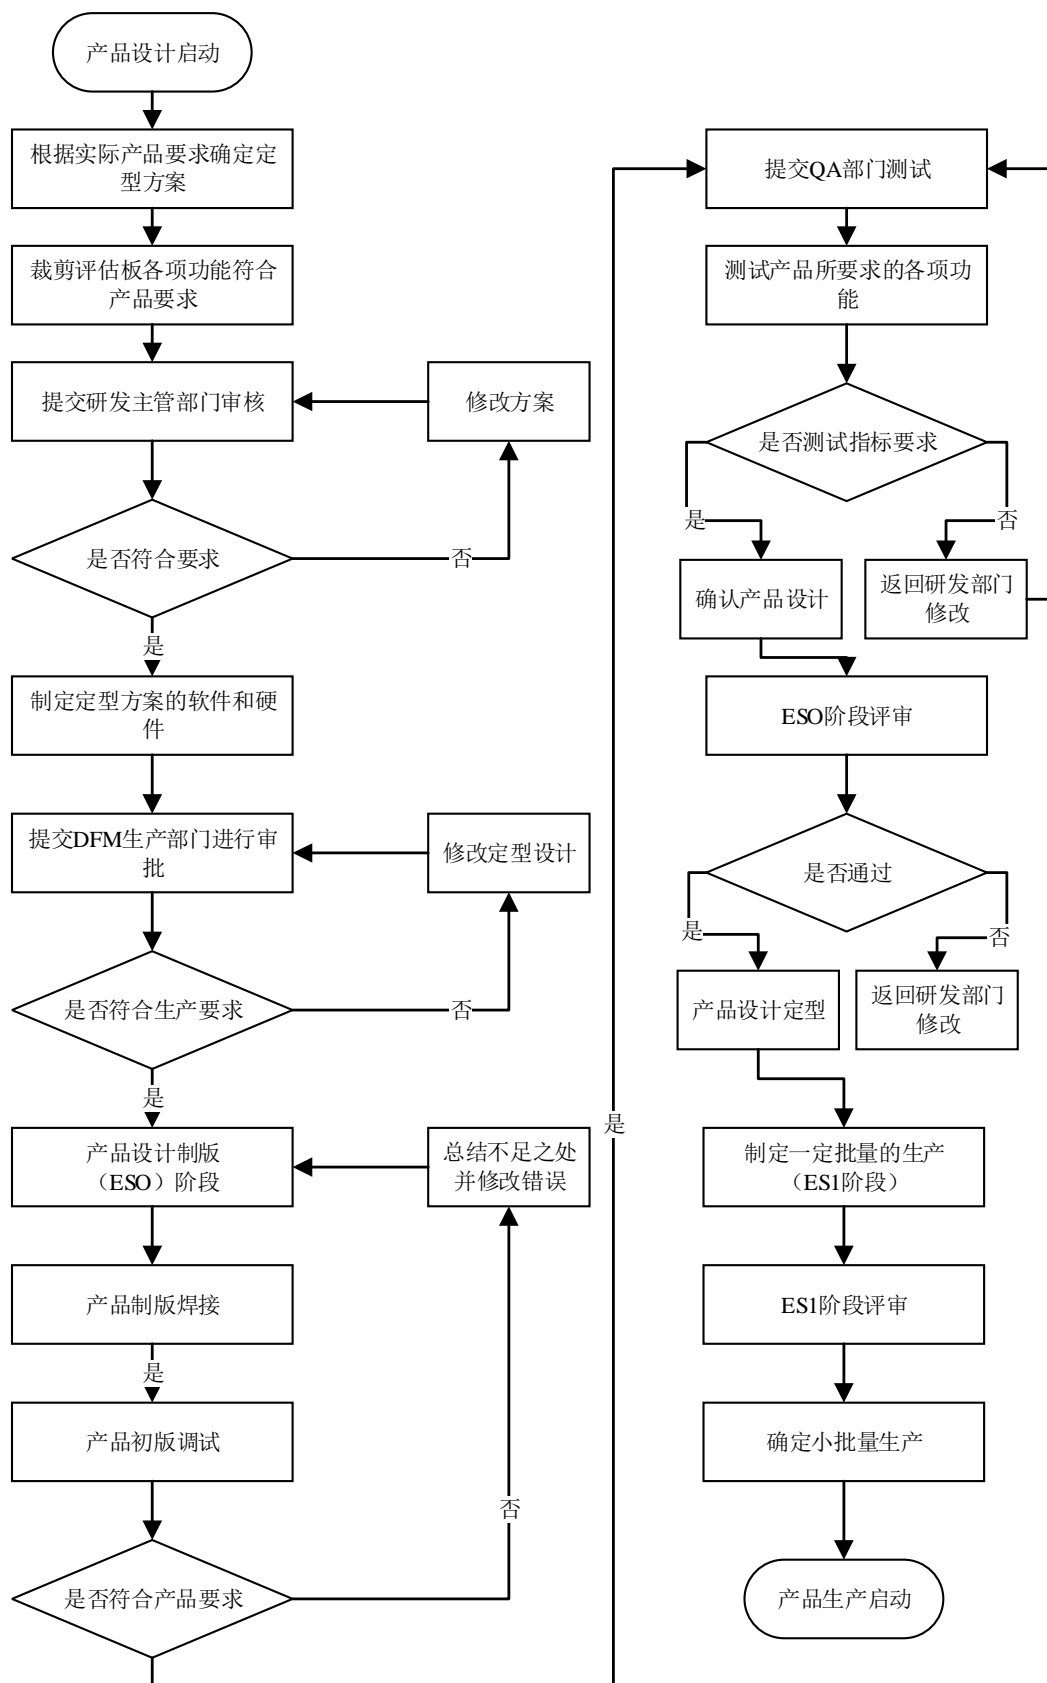 产品设计启动
根据实际产品要求确定定
型方案
裁剪评估板各项功能符合
产品要求
提交研发主管部门审核
修改方案
是否符合要求
否
是
制定定型方案的软件和硬
件
提交DFM生产部门进行审
批
修改定型设计
是否符合生产要求
否
是
产品设计制版
（ESO）阶段
总结不足之处
并修改错误
产品制版焊接
是
产品初版调试
否
是否符合产品要求
是
提交QA部门测试
测试产品所要求的各项功
能
是否测试指标要求
是
否
确认产品设计
返回研发部门
修改
ESO阶段评审
是否通过
是
否
产品设计定型
返回研发部门
修改
制定一定批量的生产
（ES1阶段）
ES1阶段评审
确定小批量生产
产品生产启动